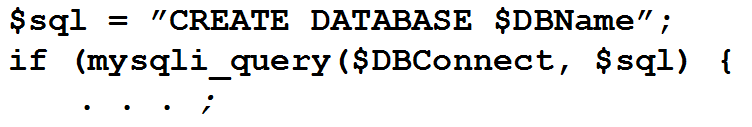 $sql = ”CREATE DATABASE $DBName”;
if (mysqli_query($DBConnect, $sql) {
. . . ;